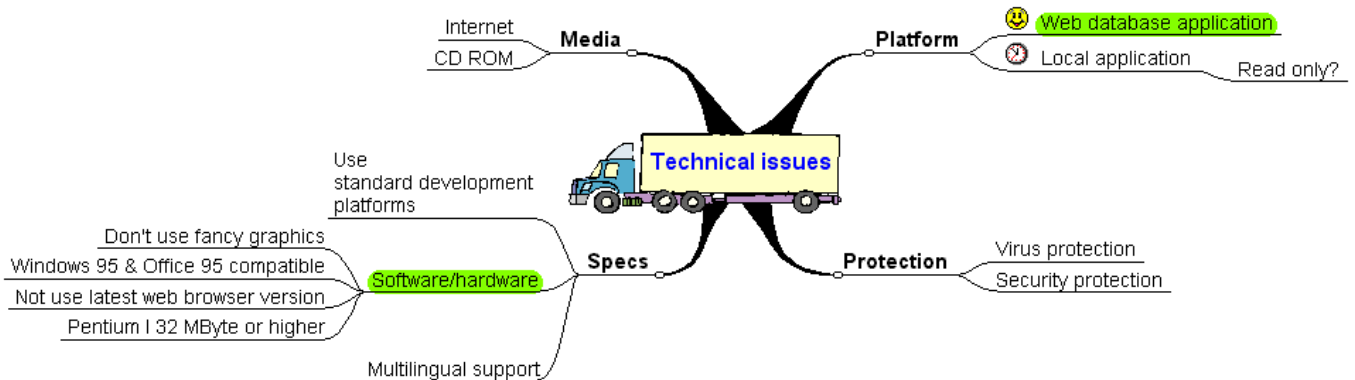 Technical issues
Media
Internet
CD ROM
Platform
Web database application
Local application
Read only?
Specs
Use
standard development
platforms
Software/hardware
Don't use fancy graphics
Windows 95 & Office 95 compatible
Not use latest web browser version
Pentium I 32 MByte or higher
Multilingual support
Protection
Virus protection
Security protection